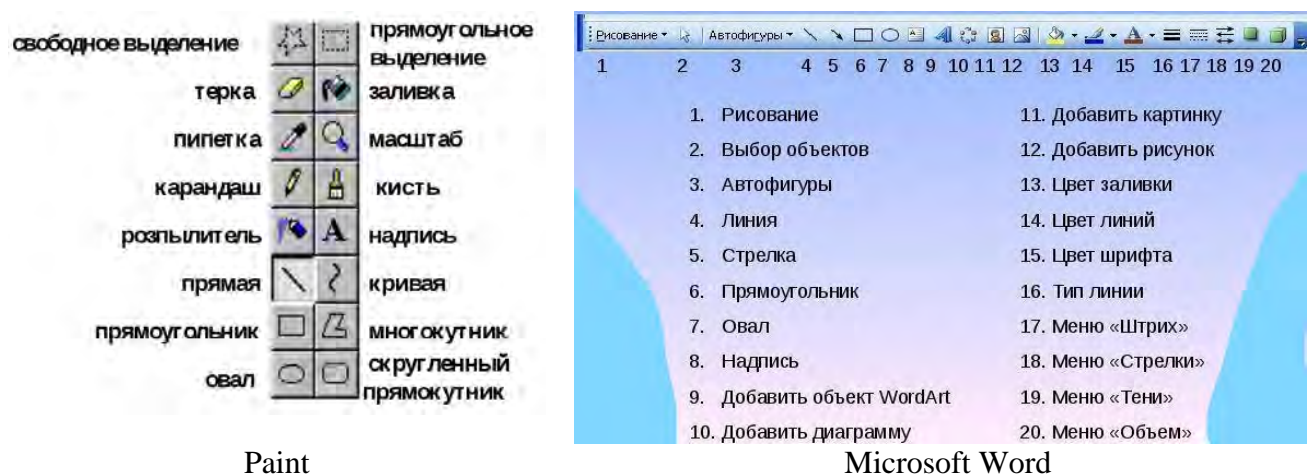 свободное выделение
прямоугольное
выделение
терка
заливка
пипетка
масштаб
карандаш
кисть
розпылитель
A
надпись
прямая
кривая
прямоугольник
многокутник
овал
скругленный
прямокутник
Paint
Рисование
Автофигуры
A
1 2 3 4 5 6 7 8 9 10 11 12 13 14 15 16 17 18 19 20
1. Рисование
2. Выбор объектов
3. Автофигуры
4. Линия
5. Стрелка
6. Прямоугольник
7. Овал
8. Надпись
9. Добавить объект WordArt
10. Добавить диаграмму
11. Добавить картинку
12. Добавить рисунок
13. Цвет заливки
14. Цвет линий
15. Цвет шрифта
16. Тип линии
17. Меню «Штрих»
18. Меню «Стрелки»
19. Меню «Тени»
20. Меню «Объем»
Microsoft Word